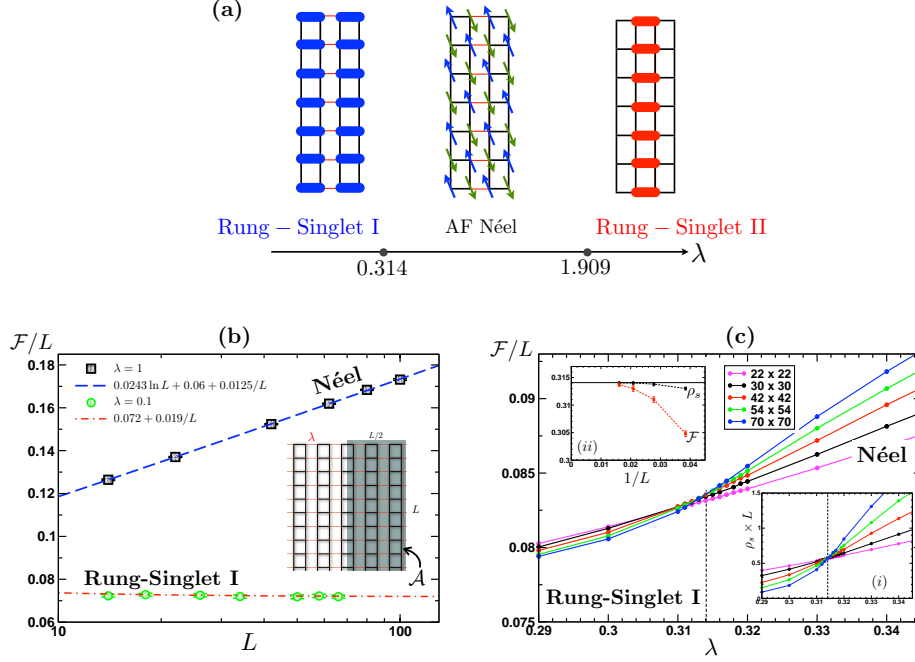 (a)
Rung – Singlet I
AF Néel
Rung – Singlet II
0.314
1.909
λ
(b)
F/L
0.18
0.16
0.14
0.12
0.1
0.08
0.06
λ = 1
0.0243 ln L + 0.06 + 0.0125/L
λ = 0.1
0.072 + 0.019/L
Néel
λ
L/2
L
A
Rung-Singlet I
10
100
L
(c)
F/L
0.09
0.085
0.08
0.075
0.315
0.31
0.305
0.3
ρs
F
(ii)
0
0.01
0.02
0.03
0.04
1/L
22 x 22
30 x 30
42 x 42
54 x 54
70 x 70
Néel
ρs × L
1.5
1
0.5
0
(i)
0.29
0.3
0.31
0.32
0.33
0.34
Rung-Singlet I
0.29
0.3
0.31
0.32
0.33
0.34
λ